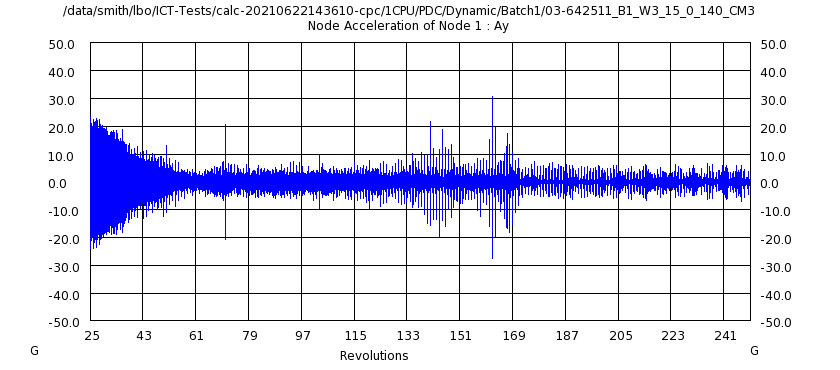 /data/smith/lbo/ICT-Tests/calc-20210622143610-cpc/1CPU/PDC/Dynamic/Batch1/03-642511_B1_W3_15_0_140_CM3
Node Acceleration of Node 1 : Ay
50.0 50.0
40.0 40.0
30.0 30.0
20.0 20.0
10.0 10.0
0.0 0.0
-10.0 -10.0
-20.0 -20.0
-30.0 -30.0
-40.0 -40.0
-50.0 -50.0
25 43 61 79 97 115 133 151 169 187 205 223 241
G G
Revolutions